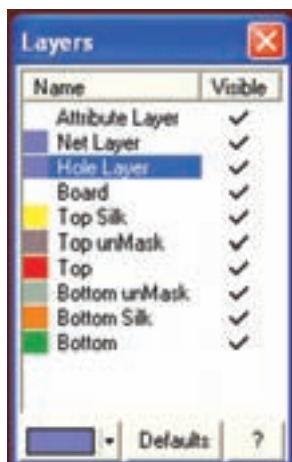 Layers
Name Visible
Attribute Layer
Net Layer
Hole Layer
Board
Top Silk
Top unMask
Top
Bottom unMask
Bottom Silk
Bottom
Defaults ?